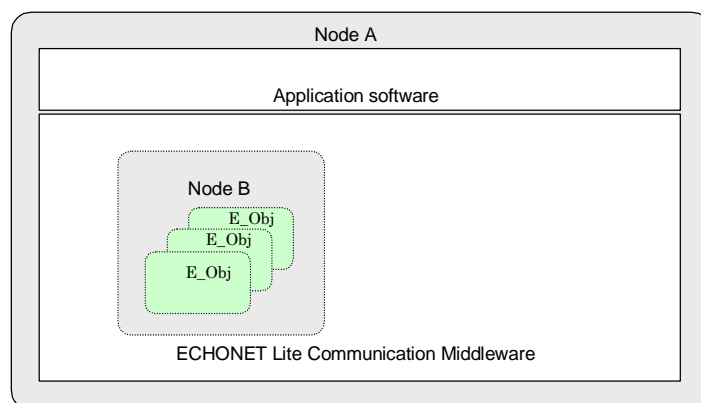 Node A
Application software
Node B
E_Obj
E_Obj
E_Obj
ECHONET Lite Communication Middleware